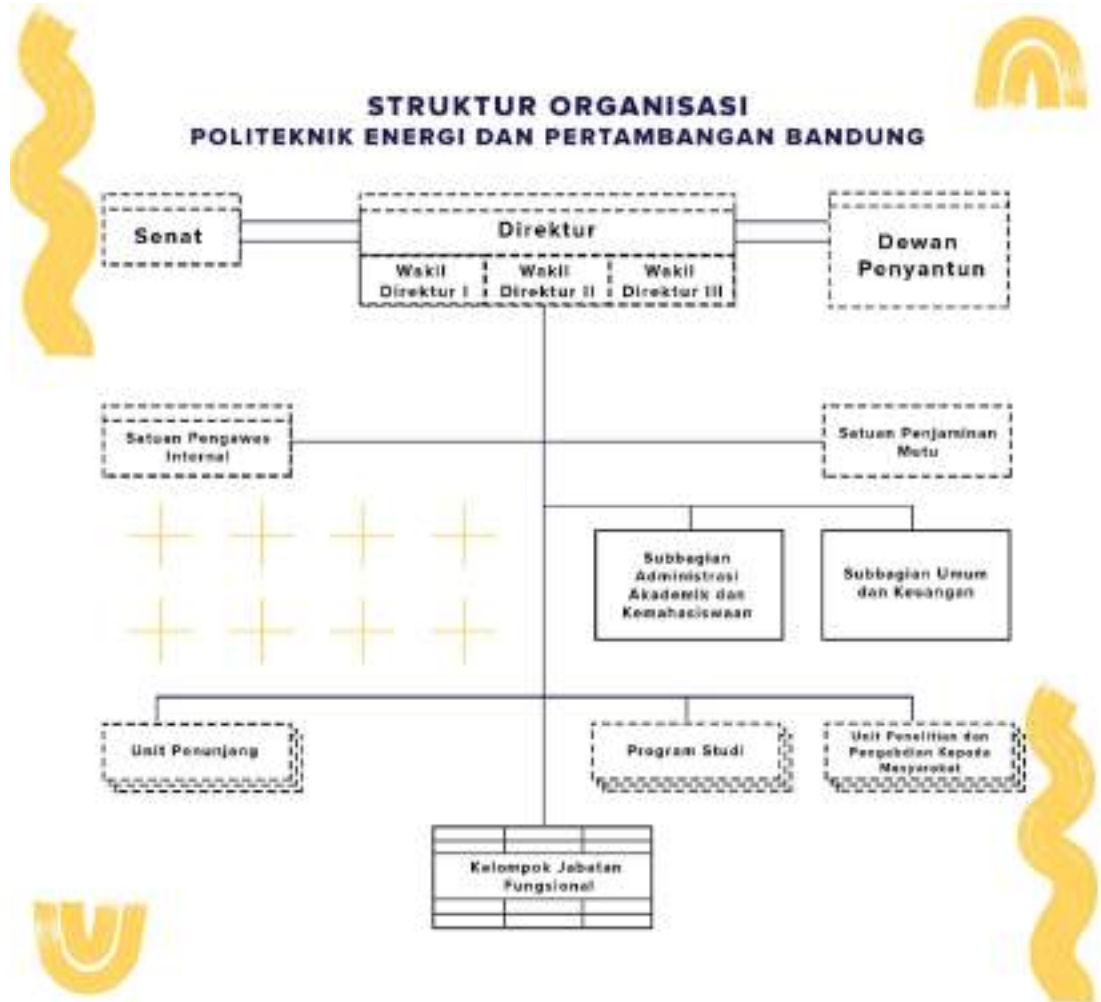 STRUKTUR ORGANISASI
POLITEKNIK ENERGI DAN PERTAMBANGAN BANDUNG
Senat
Direktur
Dewan
Penyantun
Wakil
Direktur I
Wakil
Direktur II
Wakil
Direktur III
Satuan Pengawas
Internal
Satuan Penjaminan
Mutu
Subbagian
Administrasi
Akademik dan
Kemahasiswaan
Subbagian Umum
dan Keuangan
Unit Penunjang
Program Studi
Unit Penelitian dan
Pengabdian Kepada
Masyarakat
Kelompok Jabatan
Fungsional